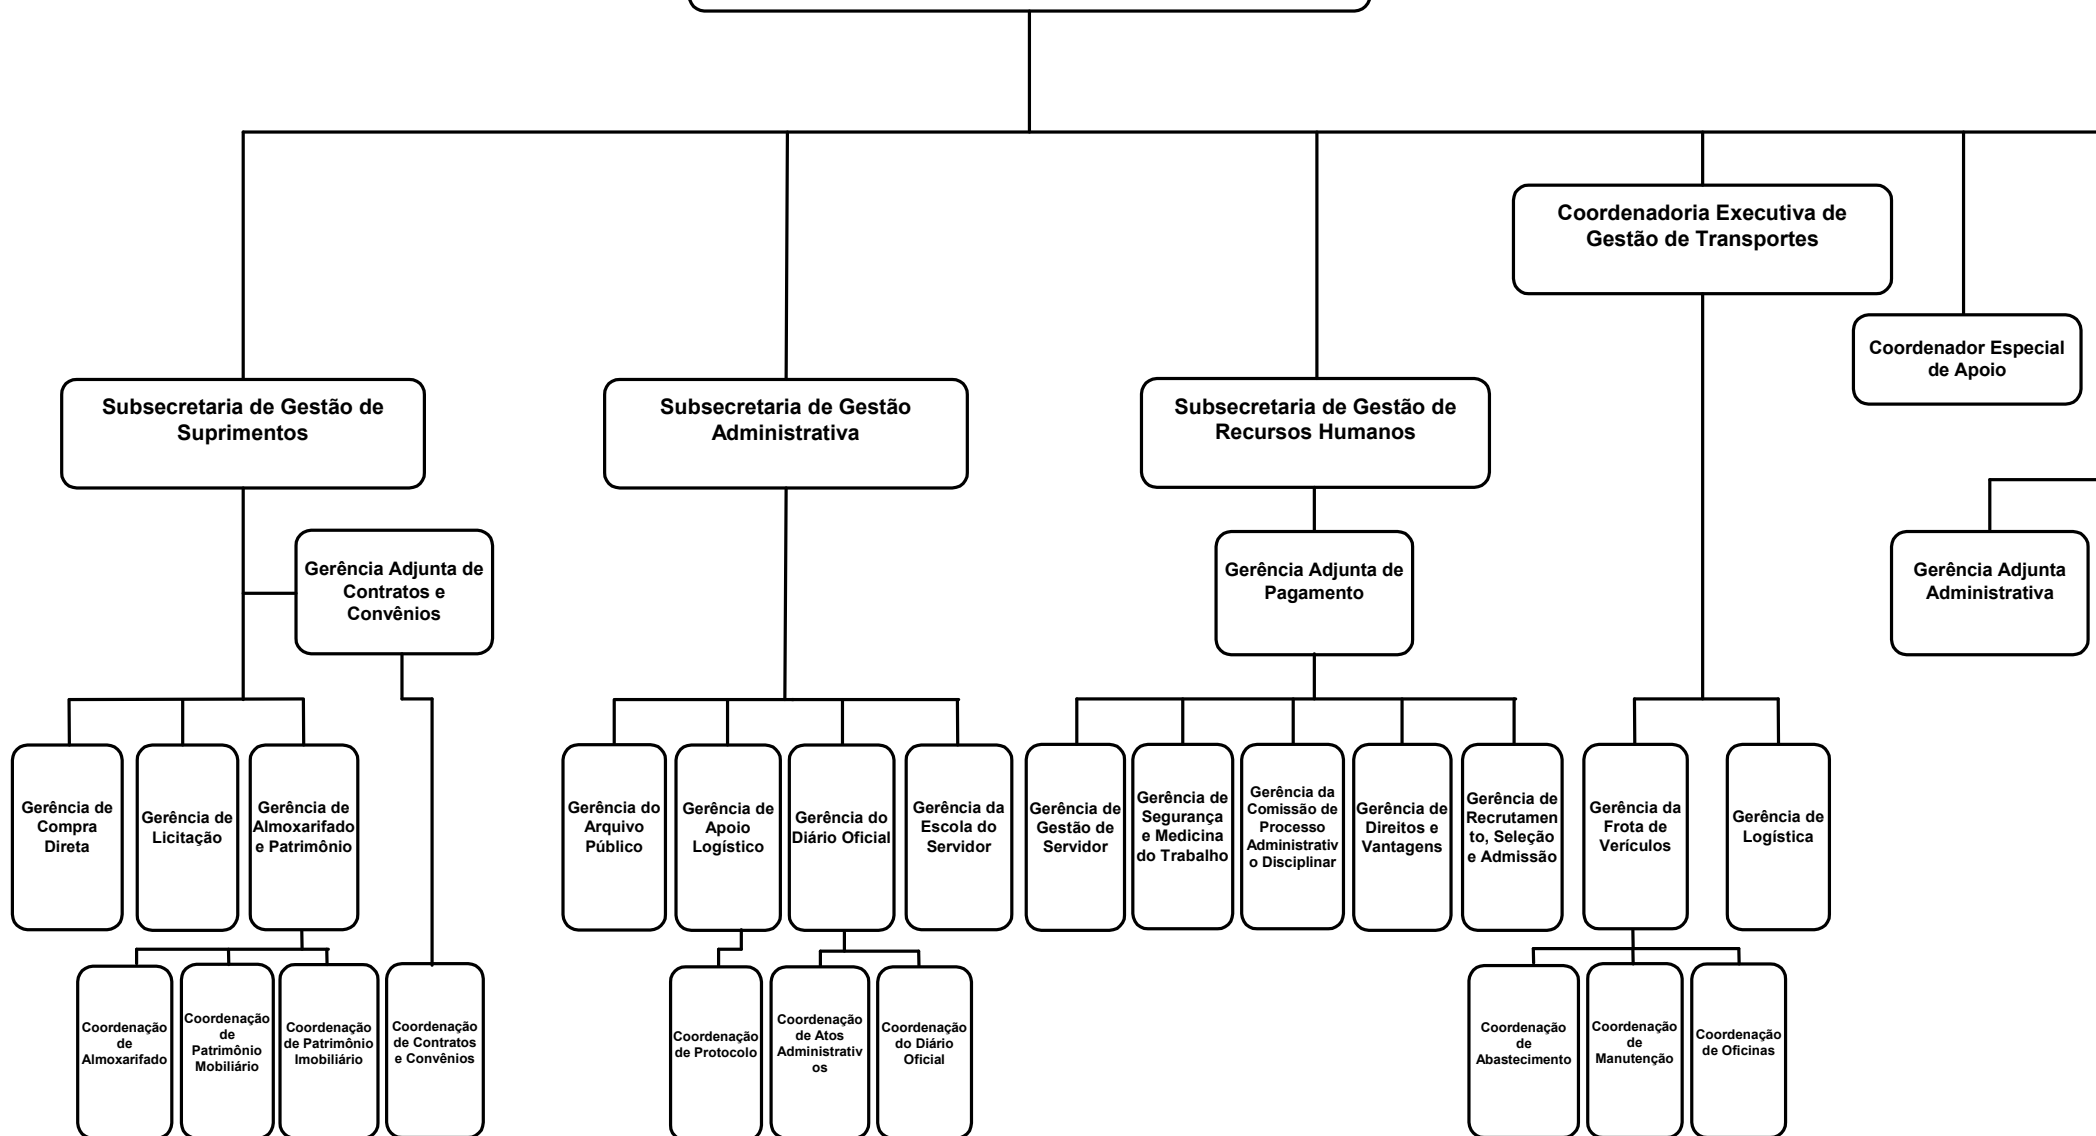 Coordenadoria Executiva de
Gestão de Transportes
Coordenador Especial
de Apoio
Subsecretaria de Gestão de
Suprimentos
Subsecretaria de Gestão
Administrativa
Subsecretaria de Gestão de
Recursos Humanos
Gerência Adjunta de
Contratos e
Convênios
Gerência Adjunta de
Pagamento
Gerência Adjunta
Administrativa
Gerência de
Compra
Direta
Gerência de
Licitação
Gerência de
Almoxarifado
e Patrimônio
Gerência do
Arquivo
Público
Gerência de
Apoio
Logístico
Gerência do
Diário Oficial
Gerência da
Escola do
Servidor
Gerência de
Gestão de
Servidor
Gerência de
Segurança
e Medicina
do Trabalho
Gerência da
Comissão de
Processo
Administrativ
o Disciplinar
Gerência de
Direitos e
Vantagens
Gerência de
Recrutamen
to, Seleção
e Admissão
Gerência da
Frota de
Verículos
Gerência de
Logística
Coordenação
de
Almoxarifado
Coordenação
de
Patrimônio
Mobiliário
Coordenação
de Patrimônio
Imobiliário
Coordenação
de Contratos
e Convênios
Coordenação
de Protocolo
Coordenação
de Atos
Administrativ
os
Coordenação
do Diário
Oficial
Coordenação
de
Abastecimento
Coordenação
de
Manutenção
Coordenação
de Oficinas